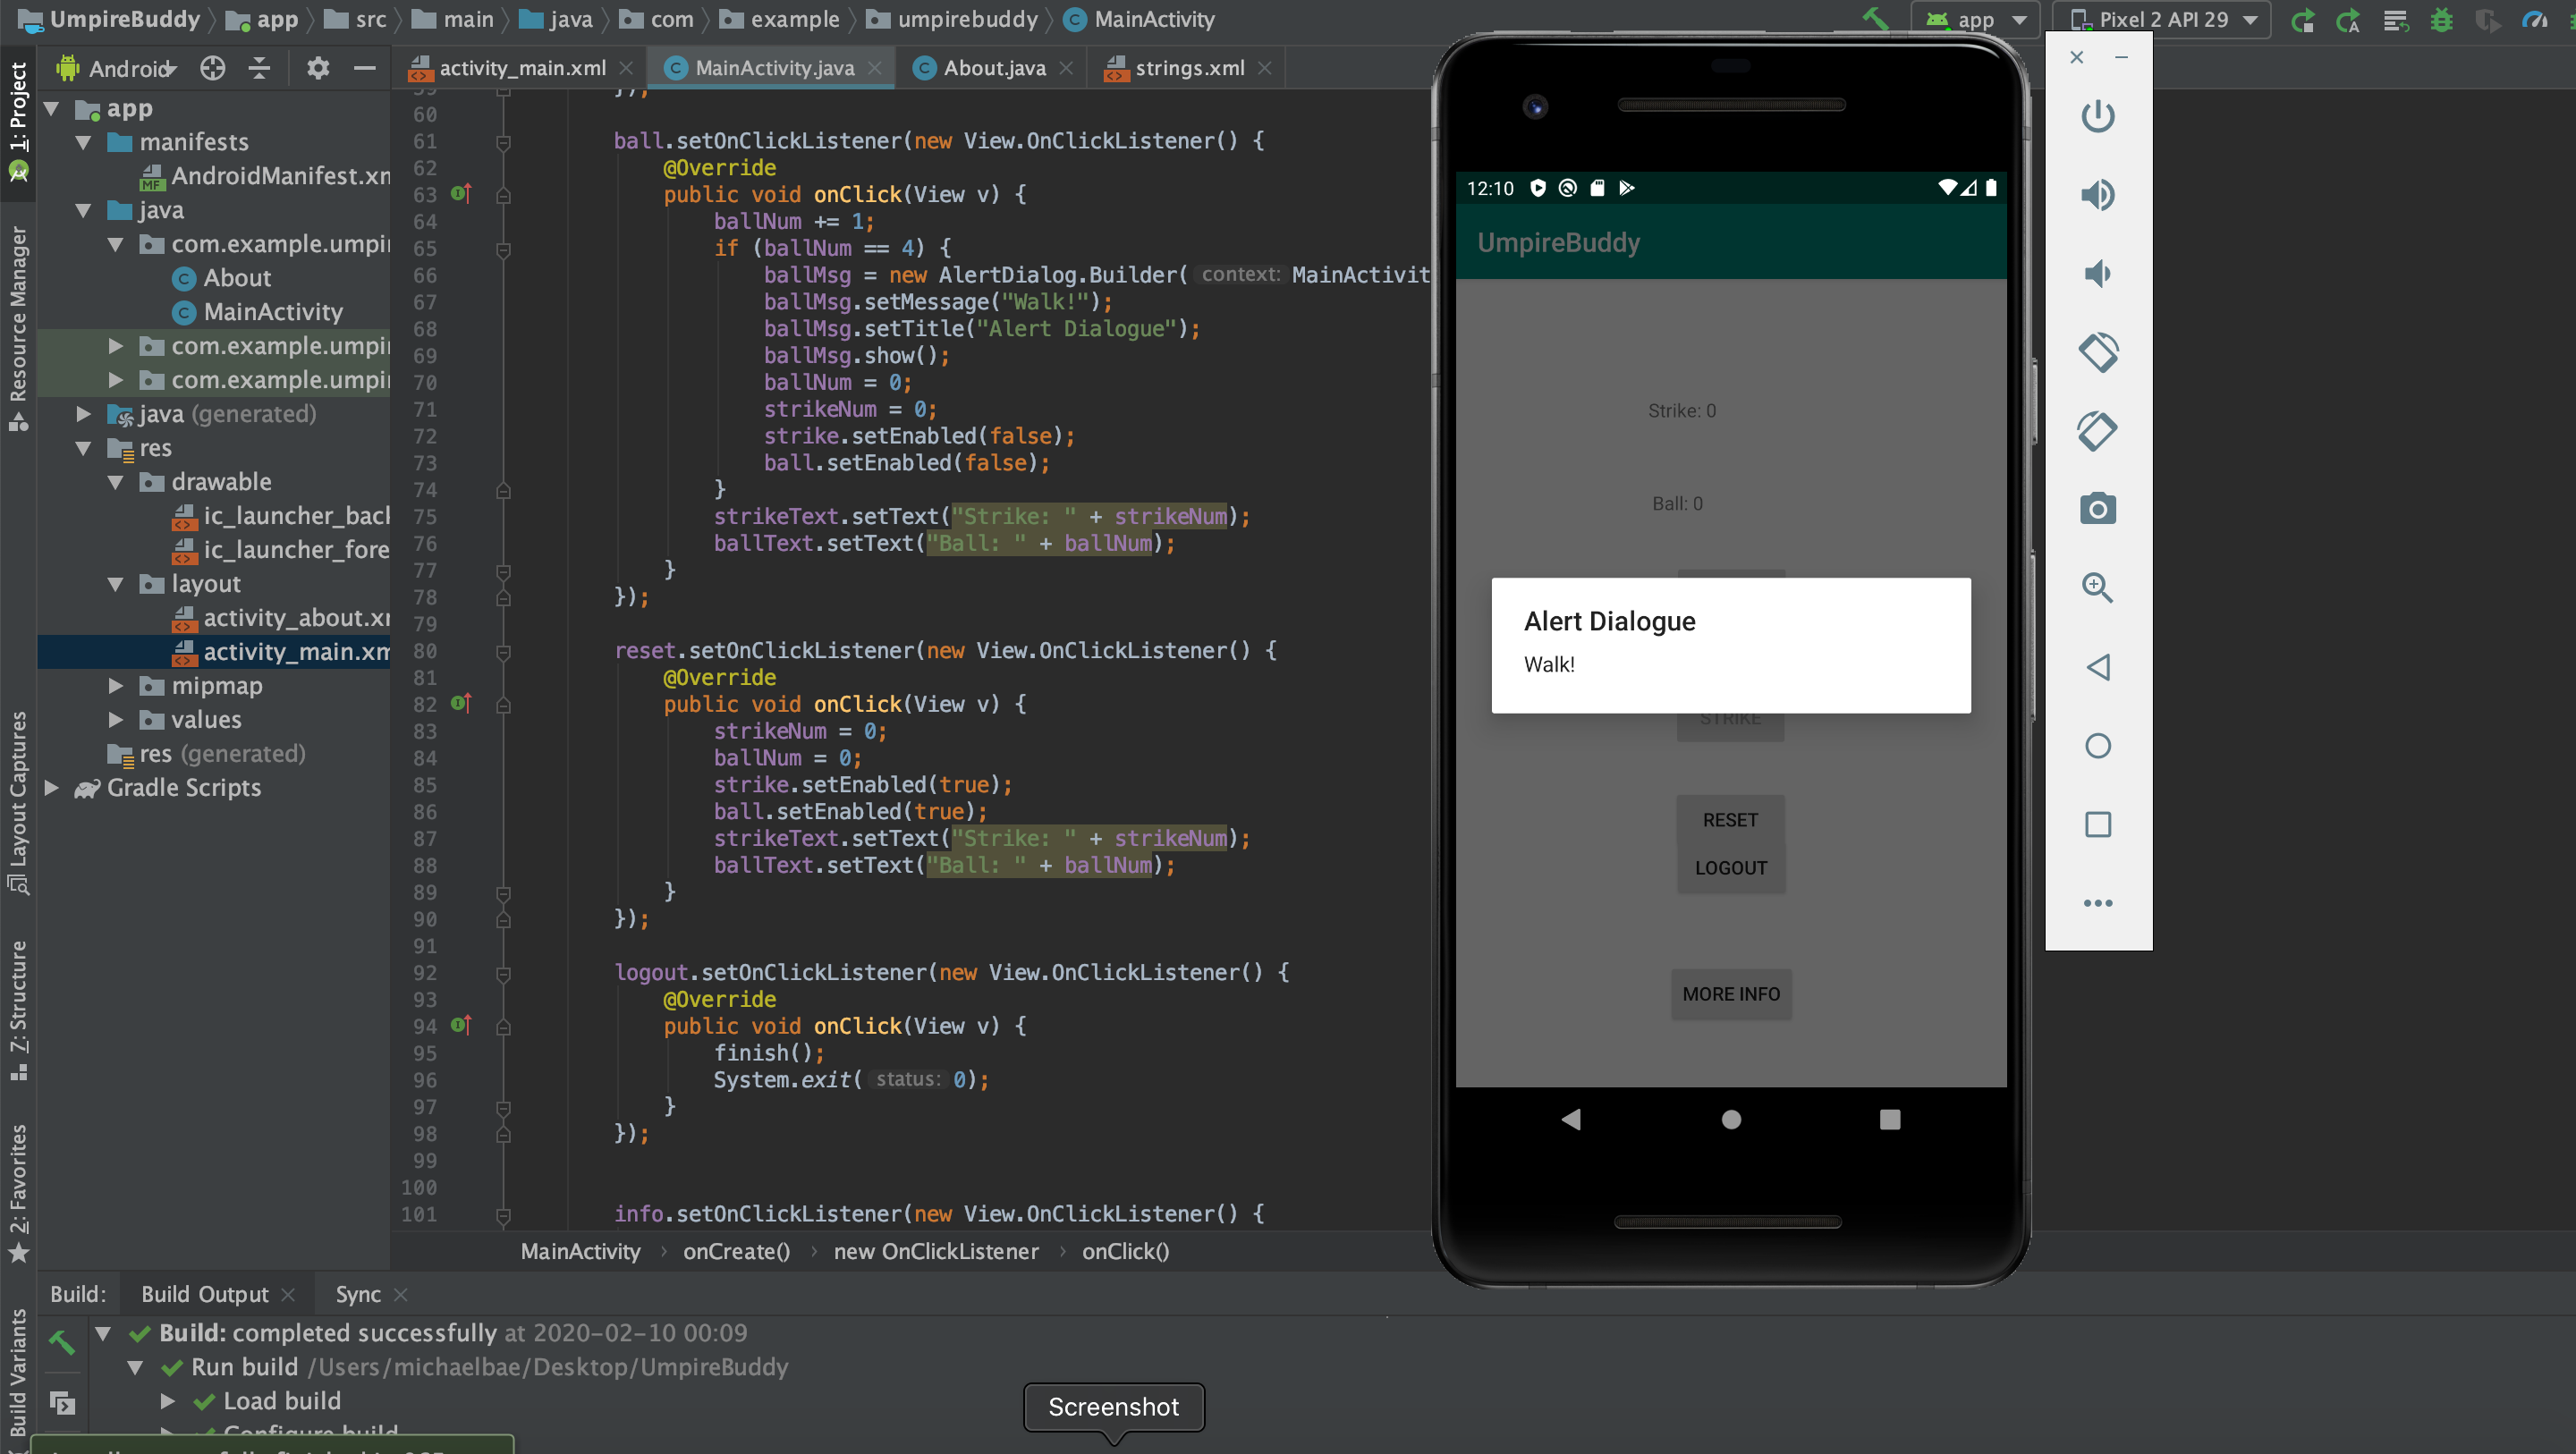 UmpireBuddy app src main java com example umpirebuddy MainActivity
app Pixel 2 API 29
Android
activity_main.xml MainActivity.java About.java strings.xml
1: Project
Resource Manager
Layout Captures
7: Structure
2: Favorites
Build Variants
app
manifests
AndroidManifest.xm
java
com.example.umpir
About
MainActivity
com.example.umpir
com.example.umpir
java (generated)
res
drawable
ic_launcher_back
ic_launcher_fore
layout
activity_about.xm
activity_main.xm
mipmap
values
res (generated)
Gradle Scripts
59 });
60
61 ball.setOnClickListener(new View.OnClickListener() {
62 @Override
63 public void onClick(View v) {
64 ballNum += 1;
65 if (ballNum == 4) {
66 ballMsg = new AlertDialog.Builder( context: MainActivit
67 ballMsg.setMessage("Walk!");
68 ballMsg.setTitle("Alert Dialogue");
69 ballMsg.show();
70 ballNum = 0;
71 strikeNum = 0;
72 strike.setEnabled(false);
73 ball.setEnabled(false);
74 }
75 strikeText.setText("Strike: " + strikeNum);
76 ballText.setText("Ball: " + ballNum);
77 }
78 });
79
80 reset.setOnClickListener(new View.OnClickListener() {
81 @Override
82 public void onClick(View v) {
83 strikeNum = 0;
84 ballNum = 0;
85 strike.setEnabled(true);
86 ball.setEnabled(true);
87 strikeText.setText("Strike: " + strikeNum);
88 ballText.setText("Ball: " + ballNum);
89 }
90 });
91
92 logout.setOnClickListener(new View.OnClickListener() {
93 @Override
94 public void onClick(View v) {
95 finish();
96 System.exit( status: 0);
97 }
98 });
99
100
101 info.setOnClickListener(new View.OnClickListener() {
MainActivity onCreate() new OnClickListener onClick()
12:10
UmpireBuddy
Strike: 0
Ball: 0
Alert Dialogue
Walk!
STRIKE
RESET
LOGOUT
MORE INFO
Build: Build Output Sync
Build: completed successfully at 2020-02-10 00:09
Run build /Users/michaelbae/Desktop/UmpireBuddy
Load build
Configure build
Screenshot